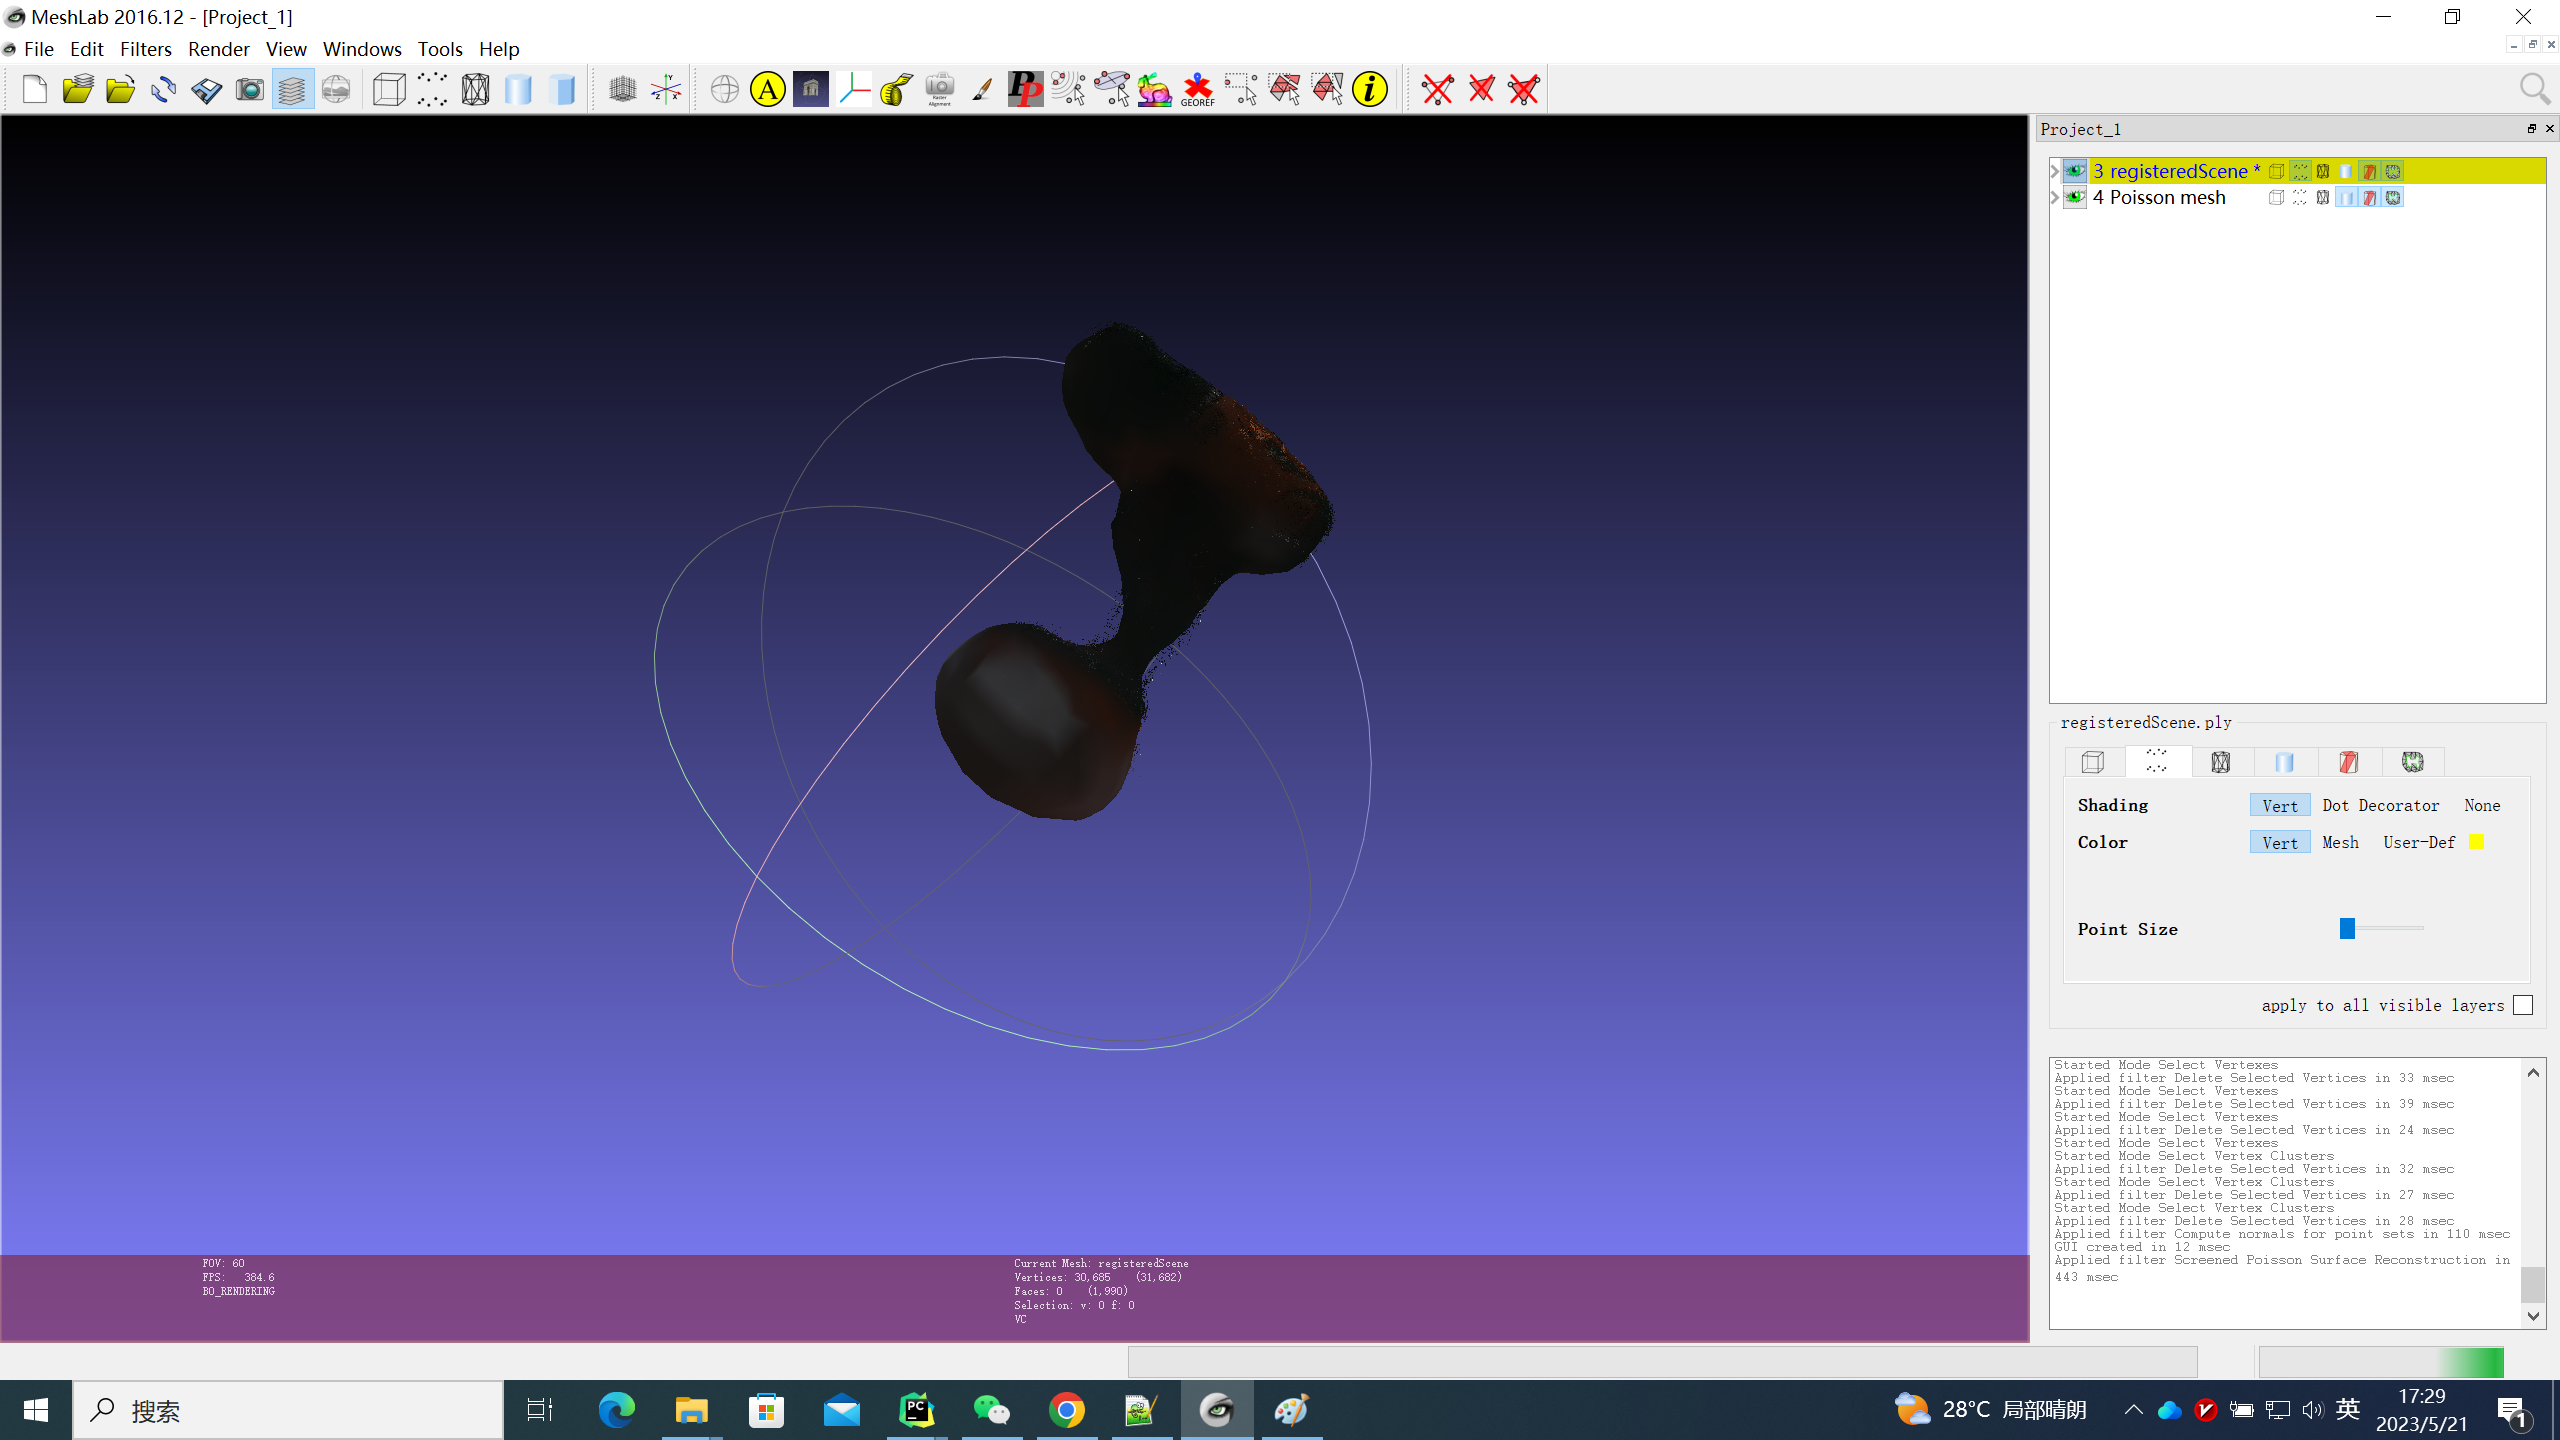 MeshLab 2016.12 - [Project_1]
File Edit Filters Render View Windows Tools Help
A
PP
GEOREF
i
Project_1
3 registeredScene *
4 Poisson mesh
registeredScene.ply
Shading Vert Dot Decorator None
Color Vert Mesh User-Def
Point Size
apply to all visible layers
Started Mode Select Vertexes
Applied filter Delete Selected Vertices in 33 msec
Started Mode Select Vertexes
Applied filter Delete Selected Vertices in 39 msec
Started Mode Select Vertexes
Applied filter Delete Selected Vertices in 24 msec
Started Mode Select Vertexes
Started Mode Select Vertex Clusters
Applied filter Delete Selected Vertices in 32 msec
Started Mode Select Vertex Clusters
Applied filter Delete Selected Vertices in 27 msec
Started Mode Select Vertex Clusters
Applied filter Delete Selected Vertices in 28 msec
Applied filter Compute normals for point sets in 110 msec
GUI created in 12 msec
Applied filter Screened Poisson Surface Reconstruction in
443 msec
FOV: 60
FPS: 384.6
BO_RENDERING
Current Mesh: registeredScene
Vertices: 30,685 (31,682)
Faces: 0 (1,990)
Selection: v: 0 f: 0
VC
搜索
PC
28°C 局部晴朗
英
17:29
2023/5/21
1